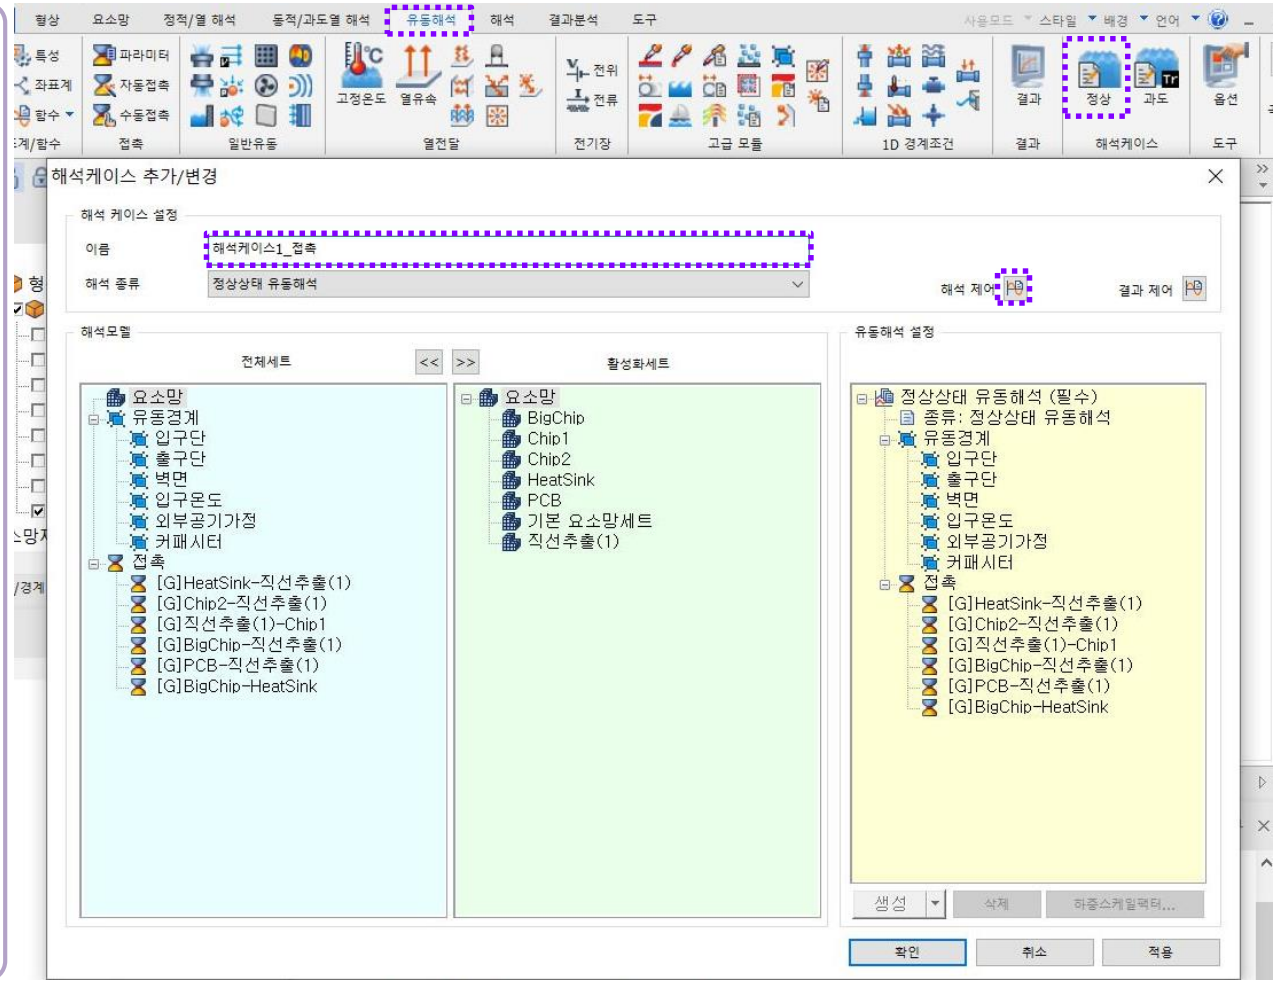 형상 요소망 정적/열 해석 동적/과도열 해석 유동해석 해석 결과분석 도구 사용모드 스타일 배경 언어
특성 파라미터
좌표계 자동접촉
함수 수동접촉
고정온도 열유속
전위
전류
결과 정상 과도 옵션
Tr
°C
계/함수 접촉 일반유동 열전달 전기장 고급 모듈 1D 경계조건 결과 해석케이스 도구
해석케이스 추가/변경
해석 케이스 설정
이름 해석케이스1_접촉
해석 종류 정상상태 유동해석
해석 제어 결과 제어
해석모델
전체세트 << >> 활성화세트
요소망
유동경계
입구단
출구단
벽면
입구온도
외부공기가정
커패시터
접촉
[G]HeatSink-직선추출(1)
[G]Chip2-직선추출(1)
[G]직선추출(1)-Chip1
[G]BigChip-직선추출(1)
[G]PCB-직선추출(1)
[G]BigChip-HeatSink
요소망
BigChip
Chip1
Chip2
HeatSink
PCB
기본 요소망세트
직선추출(1)
유동해석 설정
정상상태 유동해석 (필수)
종류: 정상상태 유동해석
유동경계
입구단
출구단
벽면
입구온도
외부공기가정
커패시터
접촉
[G]HeatSink-직선추출(1)
[G]Chip2-직선추출(1)
[G]직선추출(1)-Chip1
[G]BigChip-직선추출(1)
[G]PCB-직선추출(1)
[G]BigChip-HeatSink
생성 삭제 하중스케일팩터...
확인 취소 적용
형
/경계